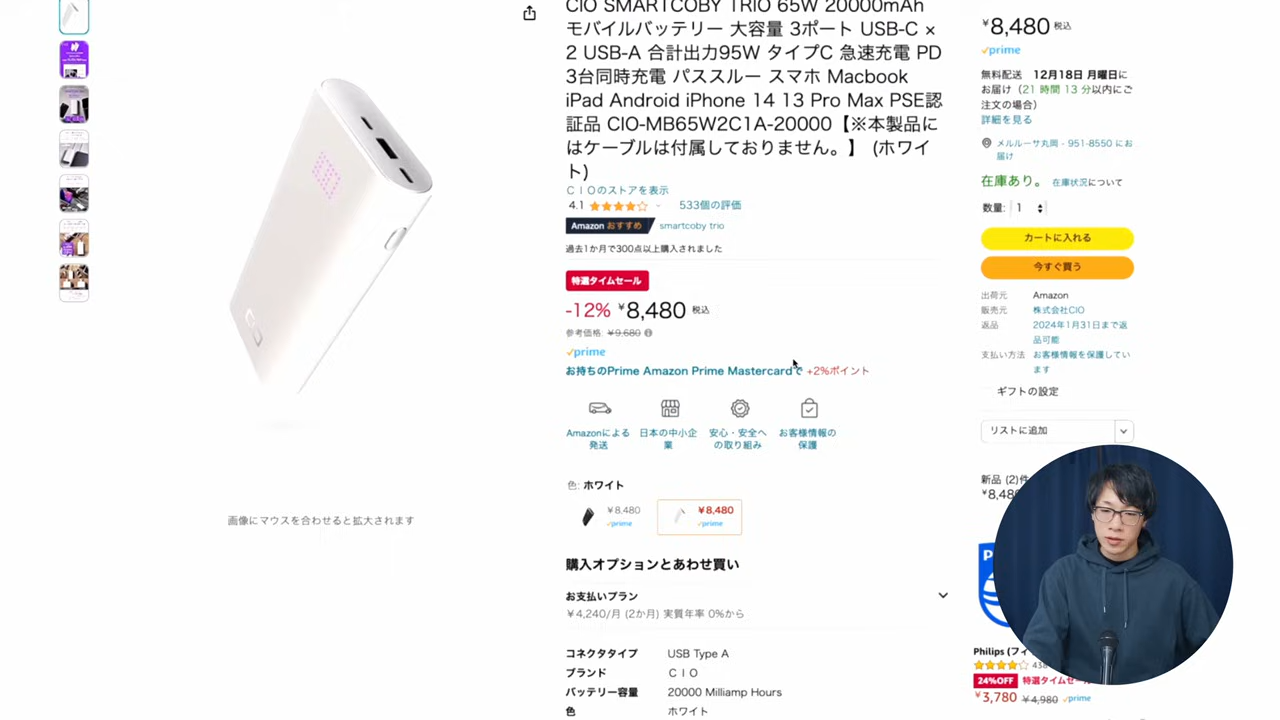 CIO SMARTCOBY TRIO 65W 20000mAh
モバイルバッテリー 大容量 3ポート USB-C ×
2 USB-A 合計出力95W タイプC 急速充電 PD
3台同時充電 パススルー スマホ Macbook
iPad Android iPhone 14 13 Pro Max PSE認
証品 CIO-MB65W2C1A-20000【※本製品に
はケーブルは付属しておりません。】 (ホワイ
ト)
CIOのストアを表示
4.1 533個の評価
Amazon おすすめ smartcoby trio
過去1か月で300点以上購入されました
特選タイムセール
-12% ¥8,480 税込
参考価格: ¥9,680
prime
お持ちのPrime Amazon Prime Mastercardで +2%ポイント
Amazonによる
発送
日本の中小企
業
安心・安全へ
の取り組み
お客様情報の
保護
色: ホワイト
¥8,480
prime
¥8,480
prime
購入オプションとあわせ買い
お支払いプラン
¥4,240/月 (2か月) 実質年率 0%から
コネクタタイプ USB Type A
ブランド CIO
バッテリー容量 20000 Milliamp Hours
色 ホワイト
画像にマウスを合わせると拡大されます
¥8,480 税込
prime
無料配送 12月18日 月曜日に
お届け（21 時間 13 分以内にご
注文の場合）
詳細を見る
メルルーサ丸岡 - 951-8550 にお
届け
在庫あり。 在庫状況について
数量: 1
カートに入れる
今すぐ買う
出荷元 Amazon
販売元 株式会社CIO
返品 2024年1月31日まで返
品可能
支払い方法 お客様情報を保護してい
ます
ギフトの設定
リストに追加
新品 (2)件
¥8,48
P
Philips (フィ
438
24%OFF 特選タイムセー
¥3,780 ¥4,980 prime